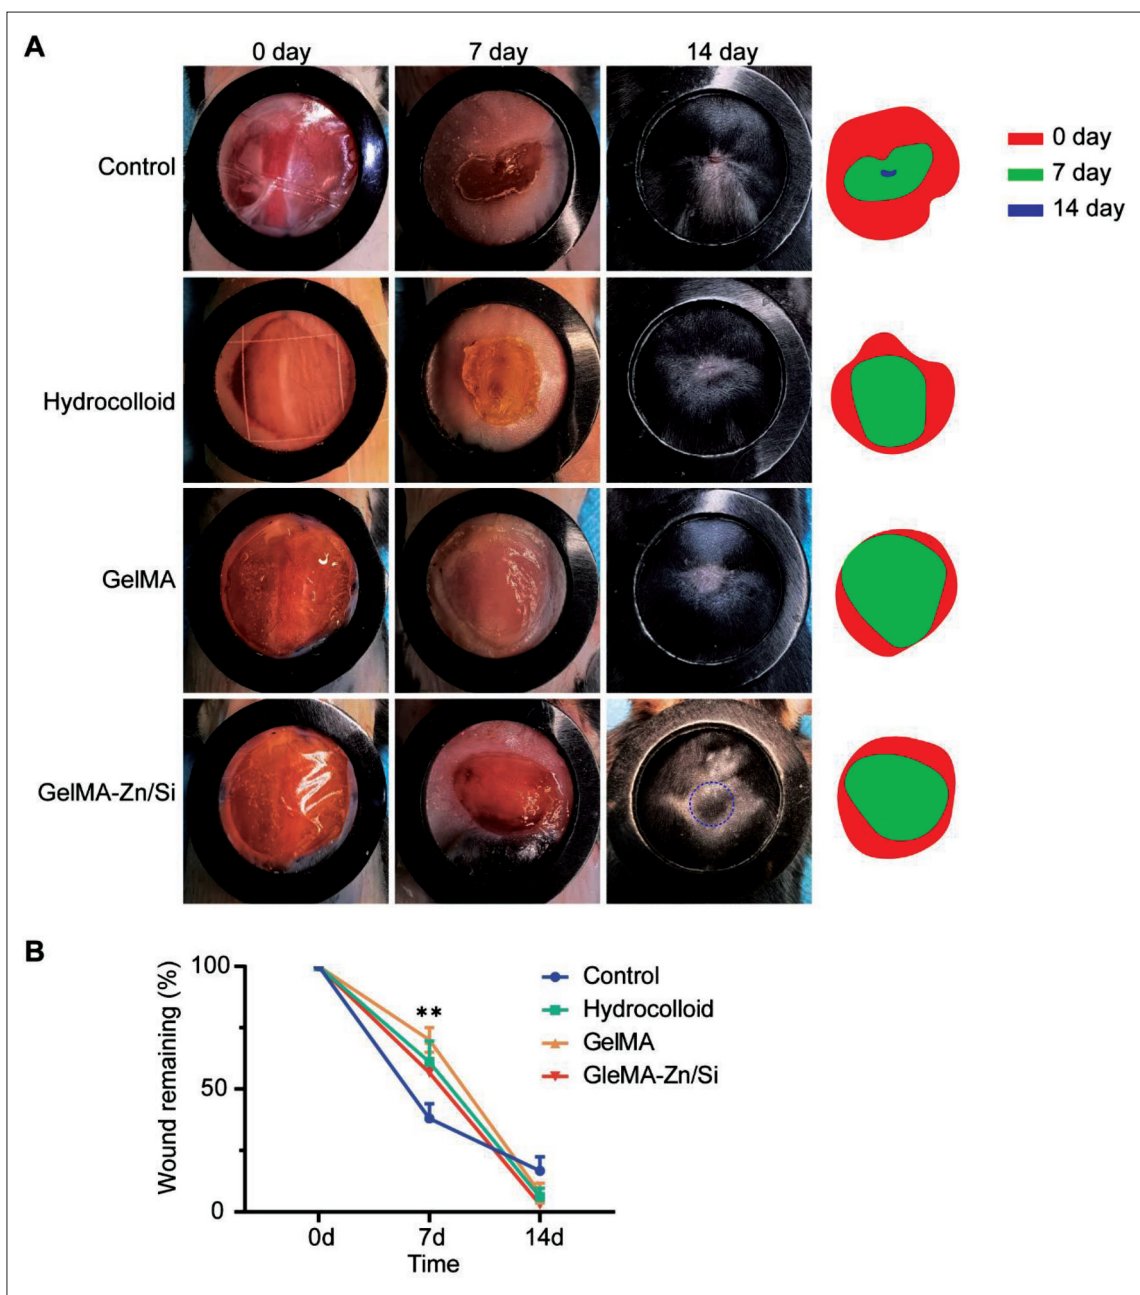 A
0 day 7 day 14 day
Control
0 day
7 day
14 day
Hydrocolloid
GelMA
GelMA-Zn/Si
B
Wound remaining (%)
100
50
0
**
Control
Hydrocolloid
GelMA
GleMA-Zn/Si
0d 7d 14d
Time